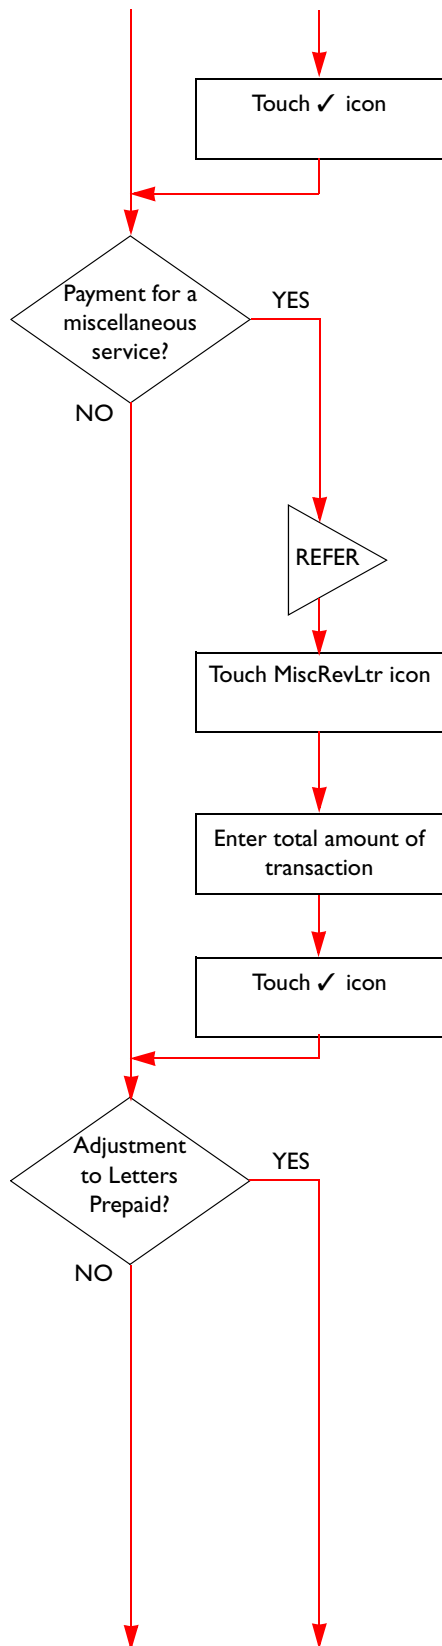 Touch ✓ icon
Payment for a
miscellaneous
service?
YES
NO
REFER
Touch MiscRevLtr icon
Enter total amount of
transaction
Touch ✓ icon
Adjustment
to Letters
Prepaid?
YES
NO